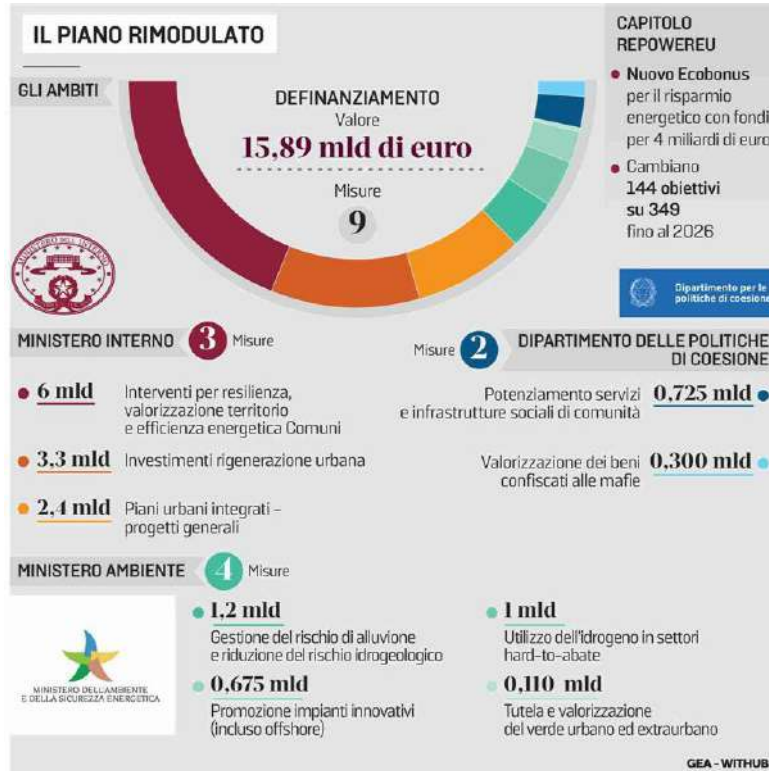 IL PIANO RIMODULATO
GLI AMBITI
DEFINANZIAMENTO
Valore
15,89 mld di euro
Misure
9
CAPITOLO
REPOWEREU
Nuovo Ecobonus
per il risparmio
energetico con fondi
per 4 miliardi di euro
Cambiano
144 obiettivi
su 349
fino al 2026
MINISTERO DELL'INTERNO
Dipartimento per le
politiche di coesione
MINISTERO INTERNO 3 Misure
6 mld Interventi per resilienza,
valorizzazione territorio
e efficienza energetica Comuni
3,3 mld Investimenti rigenerazione urbana
2,4 mld Piani urbani integrati –
progetti generali
Misure 2 DIPARTIMENTO DELLE POLITICHE
DI COESIONE
Potenziamento servizi 0,725 mld
e infrastrutture sociali di comunità
Valorizzazione dei beni 0,300 mld
confiscati alle mafie
MINISTERO AMBIENTE 4 Misure
MINISTERO DELL'AMBIENTE
E DELLA SICUREZZA ENERGETICA
1,2 mld
Gestione del rischio di alluvione
e riduzione del rischio idrogeologico
1 mld
Utilizzo dell'idrogeno in settori
hard-to-abate
0,675 mld
Promozione impianti innovativi
(incluso offshore)
0,110 mld
Tutela e valorizzazione
del verde urbano ed extraurbano
GEA - WITHUB